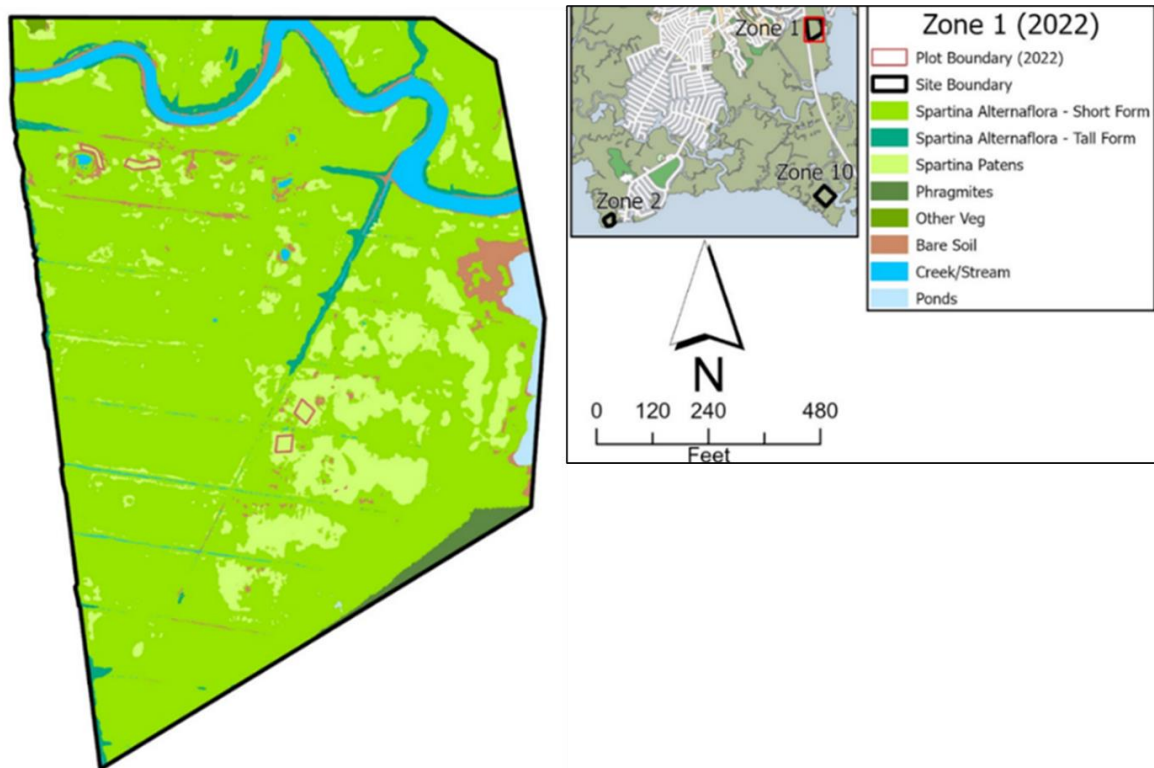 Zone 1
Zone 10
Zone 2
Zone 1 (2022)
Plot Boundary (2022)
Site Boundary
Spartina Alternaflora - Short Form
Spartina Alternaflora - Tall Form
Spartina Patens
Phragmites
Other Veg
Bare Soil
Creek/Stream
Ponds
N
0 120 240 480
Feet